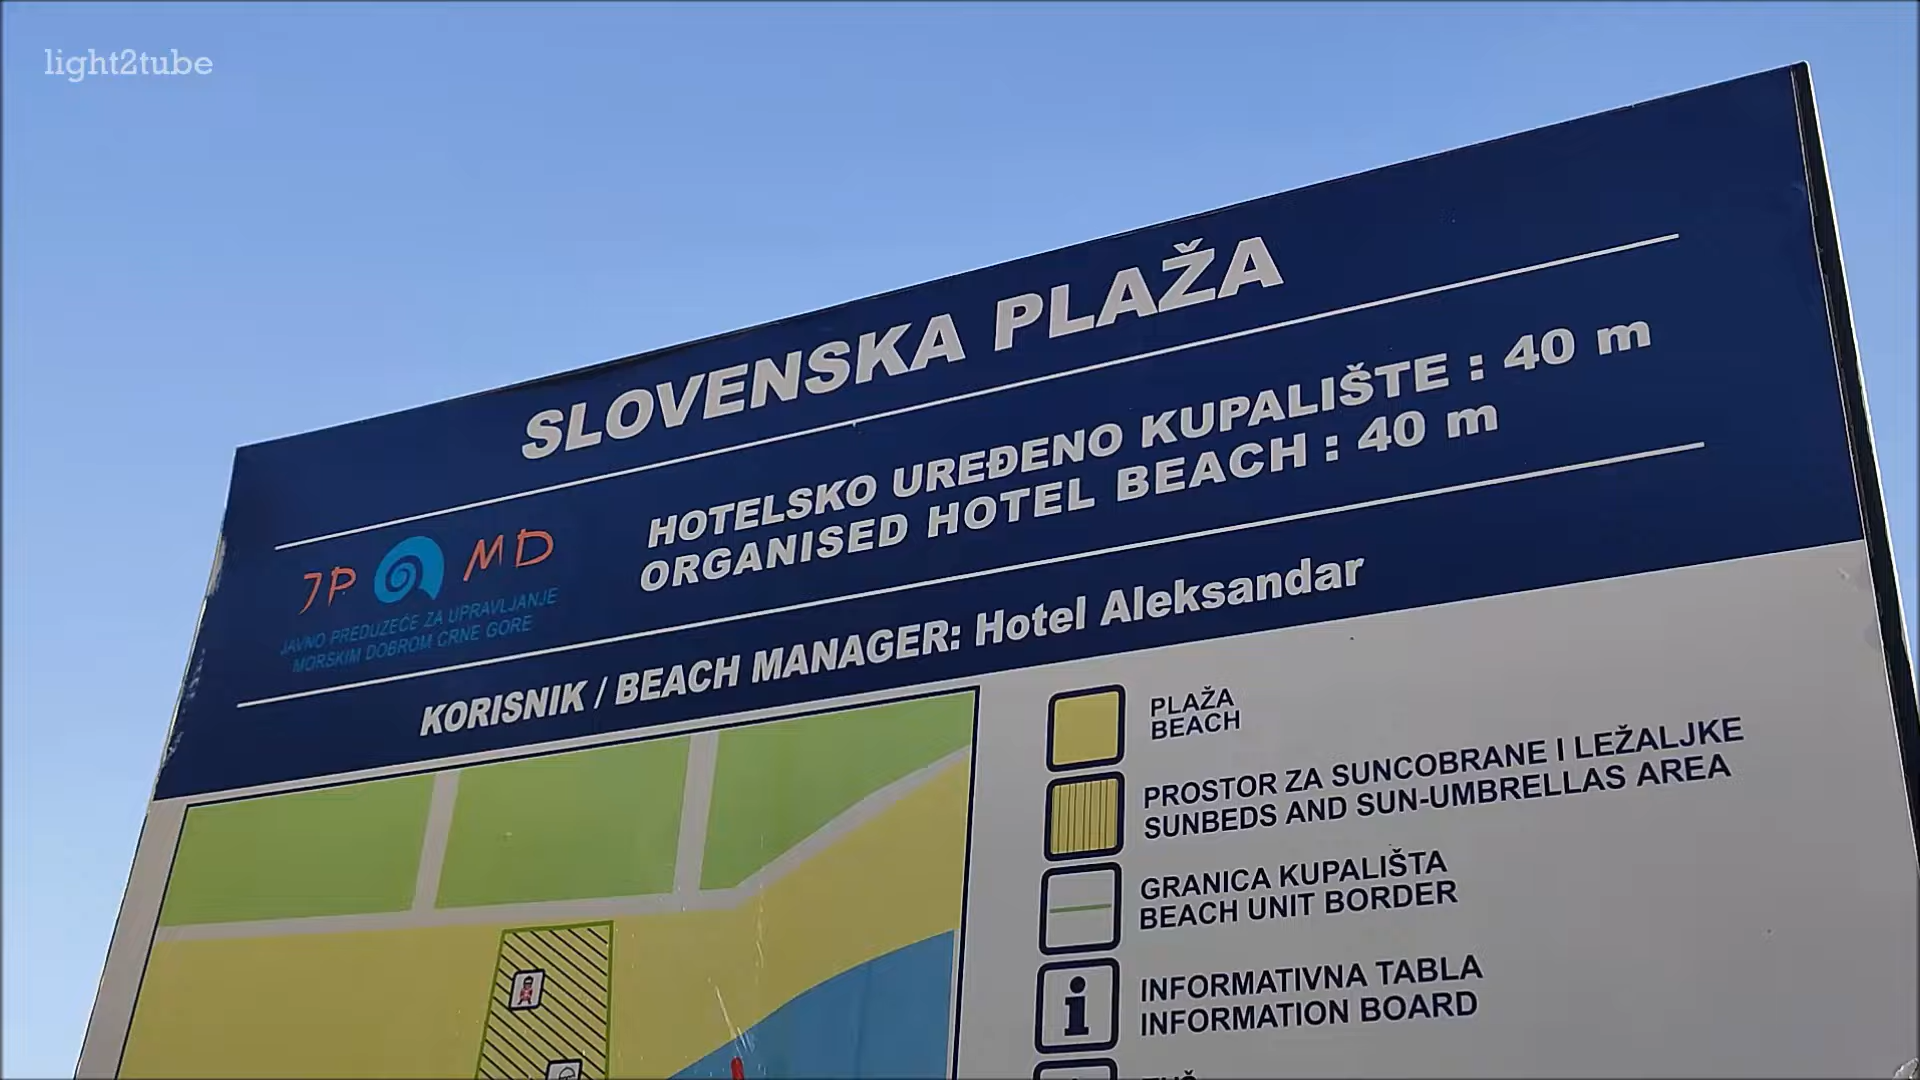 light2tube
SLOVENSKA PLAŽA
HOTELSKO UREĐENO KUPALIŠTE : 40 m
ORGANISED HOTEL BEACH : 40 m
JP MD
JAVNO PREDUZEĆE ZA UPRAVLJANJE
MORSKIM DOBROM CRNE GORE
KORISNIK / BEACH MANAGER: Hotel Aleksandar
PLAŽA
BEACH
PROSTOR ZA SUNCOBRANE I LEŽALJKE
SUNBEDS AND SUN-UMBRELLAS AREA
GRANICA KUPALIŠTA
BEACH UNIT BORDER
i
INFORMATIVNA TABLA
INFORMATION BOARD